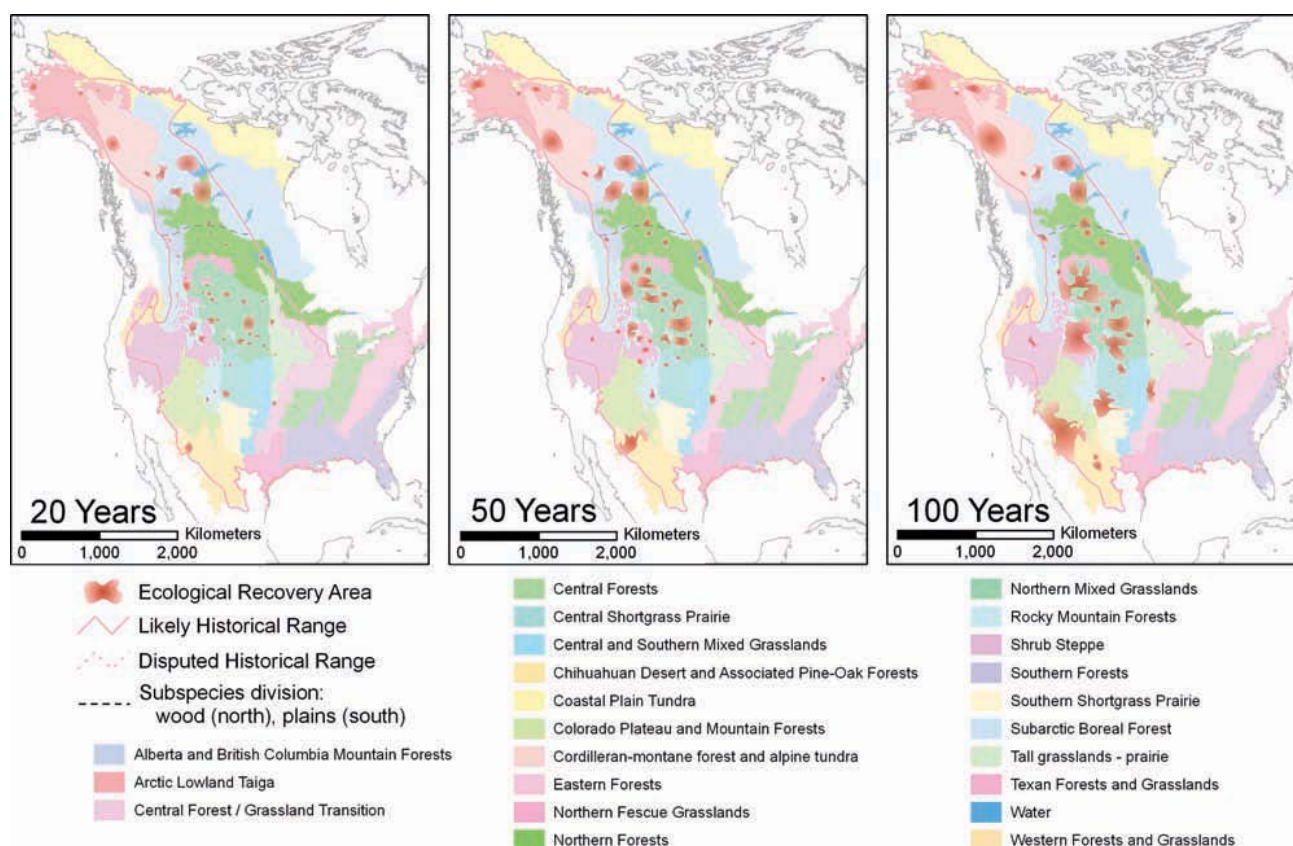 20 Years
Kilometers
0 1,000 2,000
50 Years
Kilometers
0 1,000 2,000
100 Years
Kilometers
0 1,000 2,000
Ecological Recovery Area
Likely Historical Range
Disputed Historical Range
Subspecies division:
wood (north), plains (south)
Alberta and British Columbia Mountain Forests
Arctic Lowland Taiga
Central Forest / Grassland Transition
Central Forests
Central Shortgrass Prairie
Central and Southern Mixed Grasslands
Chihuahuan Desert and Associated Pine-Oak Forests
Coastal Plain Tundra
Colorado Plateau and Mountain Forests
Cordilleran-montane forest and alpine tundra
Eastern Forests
Northern Fescue Grasslands
Northern Forests
Northern Mixed Grasslands
Rocky Mountain Forests
Shrub Steppe
Southern Forests
Southern Shortgrass Prairie
Subarctic Boreal Forest
Tall grasslands - prairie
Texan Forests and Grasslands
Water
Western Forests and Grasslands